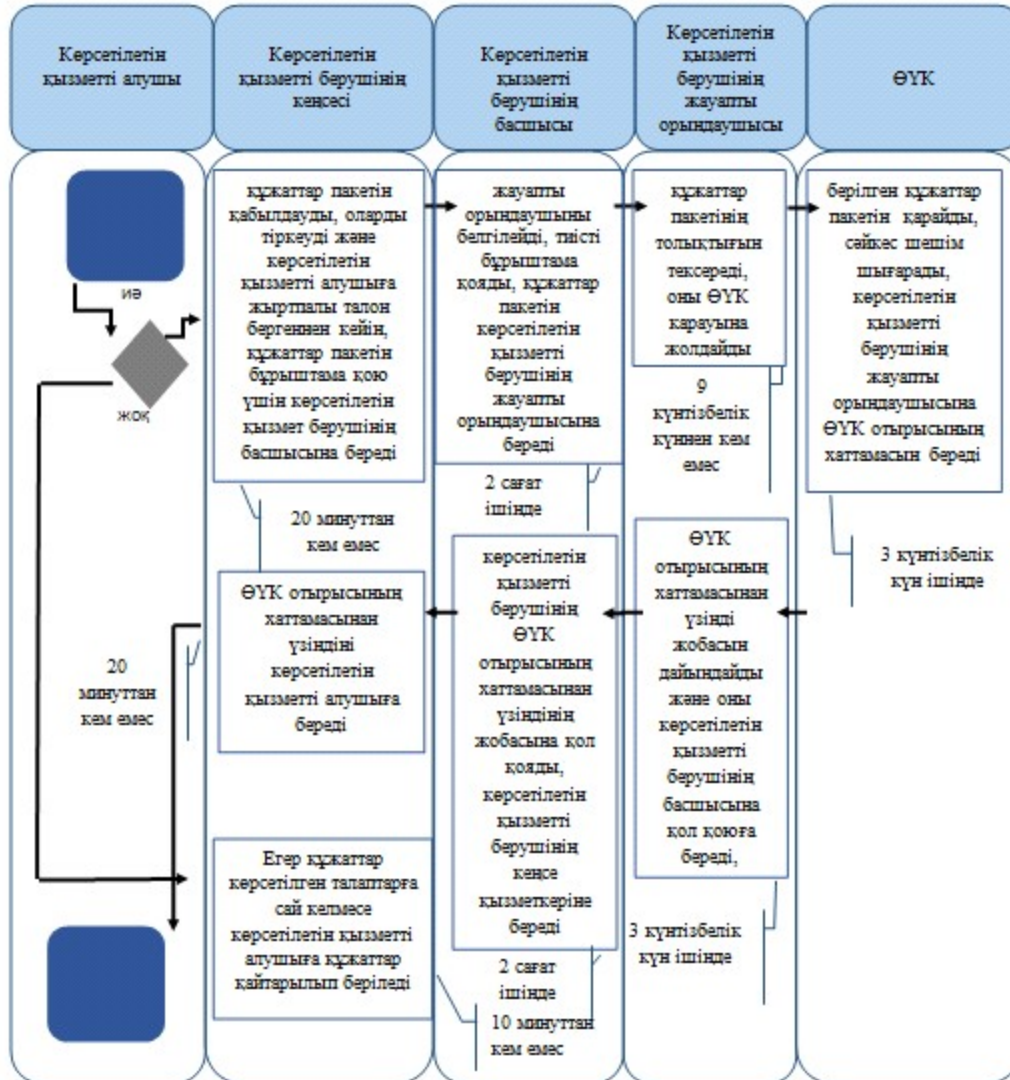 Көрсетілетін
қызметті алушы
Көрсетілетін
қызметті берушінің
кеңсесі
Көрсетілетін
қызметті
берушінің
басшысы
Көрсетілетін
қызметті
берушінің
жауапты
орындаушысы
ӨҮК
иә
жоқ
құжаттар пакетін
қабылдауды, оларды
тіркеуді және
көрсетілетін
қызметті алушыға
жыртпалы талон
бергеннен кейін,
құжаттар пакетін
бұрыштама қою
үшін көрсетілетін
қызмет берушінің
басшысына береді
20 минуттан
кем емес
жауапты
орындаушыны
белгілейді, тиісті
бұрыштама
қояды, құжаттар
пакетін
көрсетілетін
қызметті
берушінің
жауапты
орындаушысына
береді
2 сағат
ішінде
құжаттар
пакетінің
толықтығын
тексереді,
оны ӨҮК
қарауына
жолдайды
9
күнтізбелік
күннен кем
емес
берілген құжаттар
пакетін қарайды,
сәйкес шешім
шығарады,
көрсетілетін
қызметті
берушінің
жауапты
орындаушысына
ӨҮК отырысының
хаттамасын береді
3 күнтізбелік
күн ішінде
ӨҮК
отырысының
хаттамасынан
үзінді
жобасын
дайындайды
және оны
көрсетілетін
қызметті
берушінің
басшысына
қол қоюға
береді,
3 күнтізбелік
күн ішінде
көрсетілетін
қызметті
берушінің
ӨҮК
отырысының
хаттамасынан
үзіндінің
жобасына қол
қояды,
көрсетілетін
қызметті
берушінің
кеңсе
қызметкеріне
береді
2 сағат
ішінде
ӨҮК отырысының
хаттамасынан
үзіндіні
көрсетілетін
қызметті алушыға
береді
20
минуттан
кем емес
Егер құжаттар
көрсетілген талаптарға
сай келмесе
көрсетілетін қызметті
алушыға құжаттар
қайтарылып беріледі
10 минуттан
кем емес